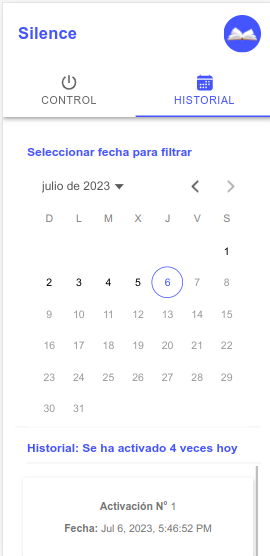 Silence
CONTROL HISTORIAL
Seleccionar fecha para filtrar
julio de 2023
D L M X J V S
1
2 3 4 5 6 7 8
9 10 11 12 13 14 15
16 17 18 19 20 21 22
23 24 25 26 27 28 29
30 31
Historial: Se ha activado 4 veces hoy
Activación N° 1
Fecha: Jul 6, 2023, 5:46:52 PM